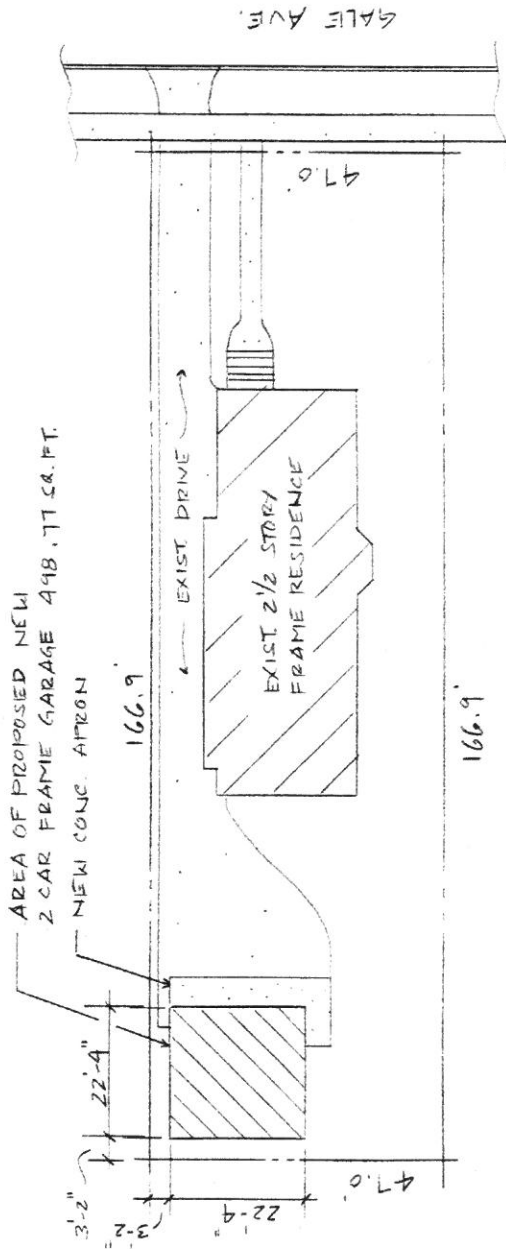 AREA OF PROPOSED NEW
2 CAR FRAME GARAGE 498.77 SQ.FT.
NEW CONC. APRON
3'-2"
22'-4"
3'-2"
22'-4"
166.9'
EXIST. DRIVE
EXIST. 2 1/2 STORY
FRAME RESIDENCE
47.0'
47.0'
166.9'
GALE AVE.